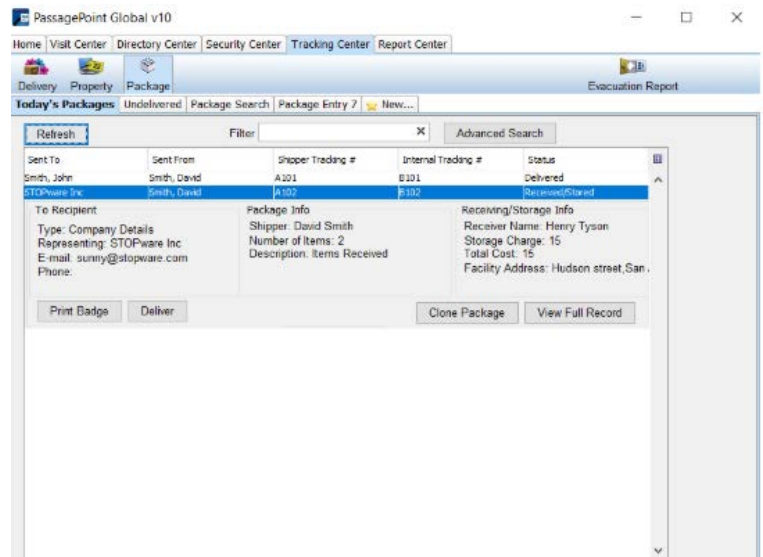 PassagePoint Global v10
Home Visit Center Directory Center Security Center Tracking Center Report Center
Delivery Property Package Evacuation Report
Today's Packages Undelivered Package Search Package Entry 7 New...
Refresh Filter Advanced Search
Sent To Sent From Shipper Tracking # Internal Tracking # Status
Smith, John Smith, David A101 B101 Delivered
STOPware Inc Smith, David A102 B102 Received/Stored
To Recipient Package Info Receiving/Storage Info
Type: Company Details Shipper: David Smith Receiver Name: Henry Tyson
Representing: STOPware Inc Number of Items: 2 Storage Charge: 15
E-mail: sunny@stopware.com Description: Items Received Total Cost: 15
Phone: Facility Address: Hudson street,San
Print Badge Deliver Clone Package View Full Record